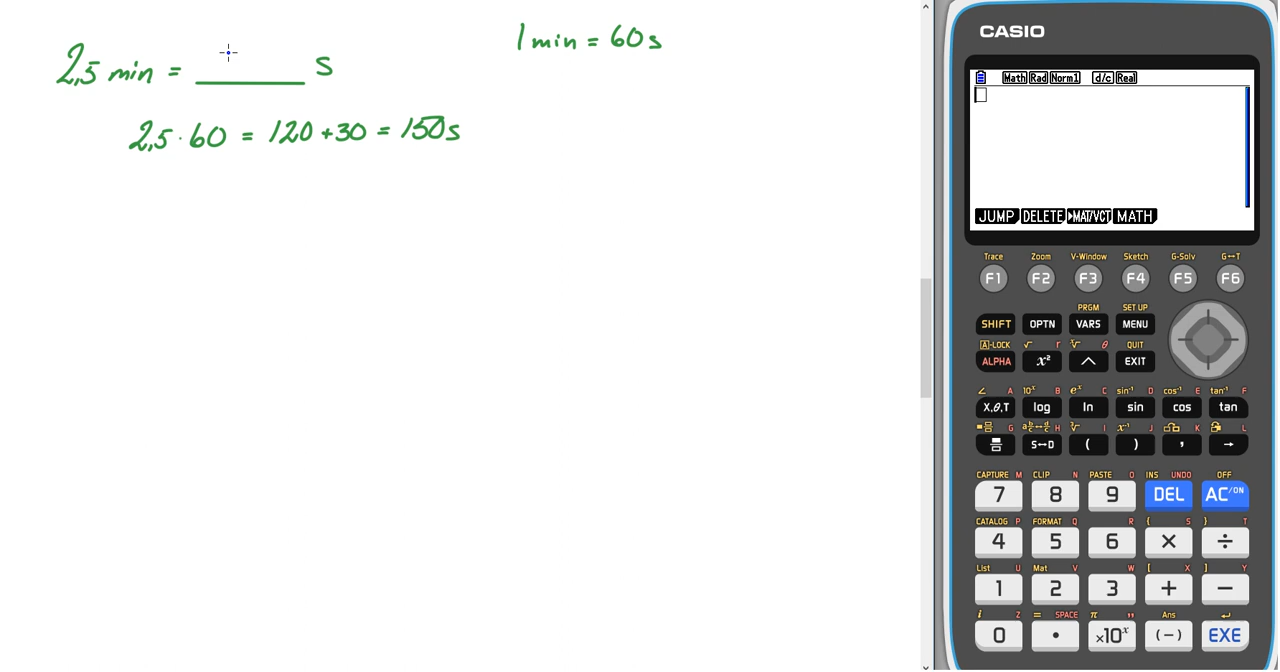 2,5 min = ______ s
1 min = 60 s
2,5 · 60 = 120 + 30 = 150 s
CASIO
Math Rad Norm1 d/c Real
JUMP DELETE ▶MAT/VCT MATH
Trace Zoom V-Window Sketch G-Solv G↔T
F1 F2 F3 F4 F5 F6
PRGM SET UP
SHIFT OPTN VARS MENU
A-LOCK √ r ∛ θ QUIT
ALPHA x² ^ EXIT
∠ A 10ˣ B eˣ C sin⁻¹ D cos⁻¹ E tan⁻¹ F
X,θ,T log ln sin cos tan
G H I x⁻¹ J K L
S↔D ( ) , →
CAPTURE M CLIP N PASTE O INS UNDO OFF
7 8 9 DEL AC/ON
CATALOG P FORMAT Q R { S } T
4 5 6 × ÷
List U Mat V W [ X ] Y
1 2 3 + −
i Z = SPACE π " Ans ↵
0 • ×10ˣ (−) EXE